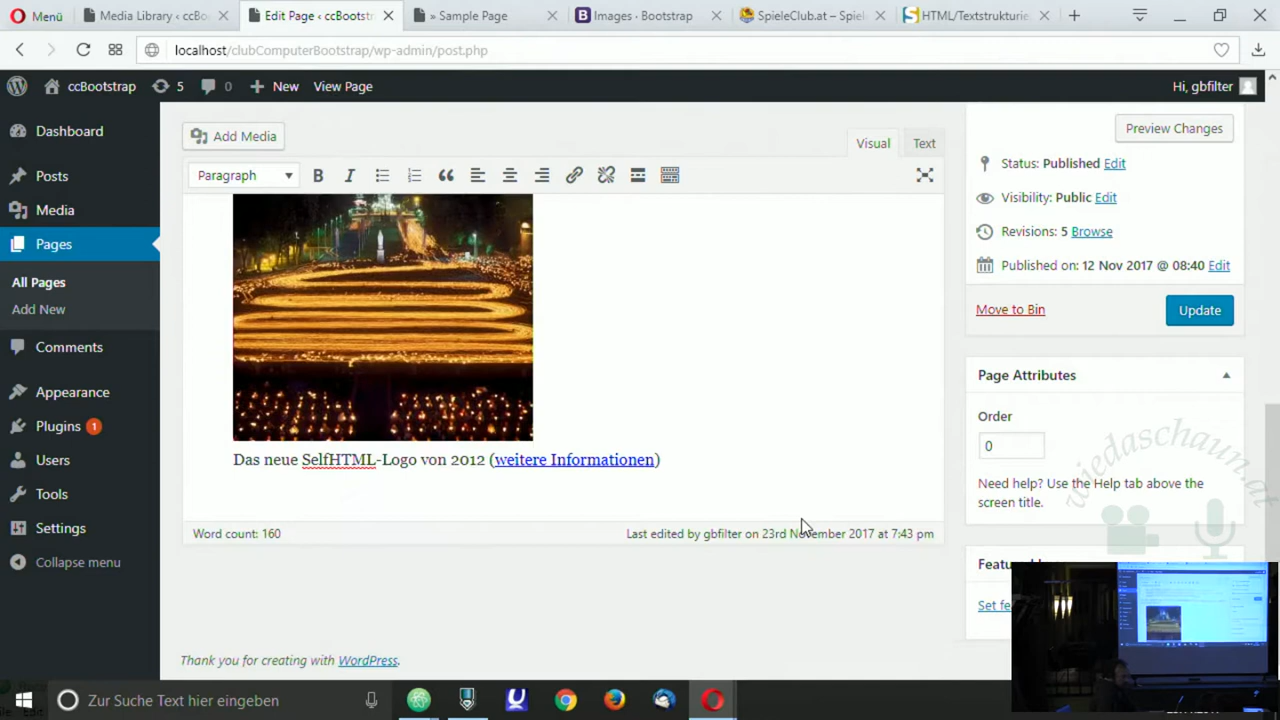 Menü
Media Library ‹ ccBo
Edit Page ‹ ccBootst
» Sample Page
Images · Bootstrap
SpieleClub.at – Spiel
HTML/Textstrukturie
localhost/clubComputerBootstrap/wp-admin/post.php
ccBootstrap
5
0
New
View Page
Hi, gbfilter
Dashboard
Posts
Media
Pages
All Pages
Add New
Comments
Appearance
Plugins 1
Users
Tools
Settings
Collapse menu
Add Media
Visual
Text
Paragraph
B
I
Das neue SelfHTML-Logo von 2012 (weitere Informationen)
Word count: 160
Last edited by gbfilter on 23rd November 2017 at 7:43 pm
Thank you for creating with WordPress.
Preview Changes
Status: Published Edit
Visibility: Public Edit
Revisions: 5 Browse
Published on: 12 Nov 2017 @ 08:40 Edit
Move to Bin
Update
Page Attributes
Order
0
Need help? Use the Help tab above the
screen title.
wiedaschaun.at
Featu
Set fe
Zur Suche Text hier eingeben